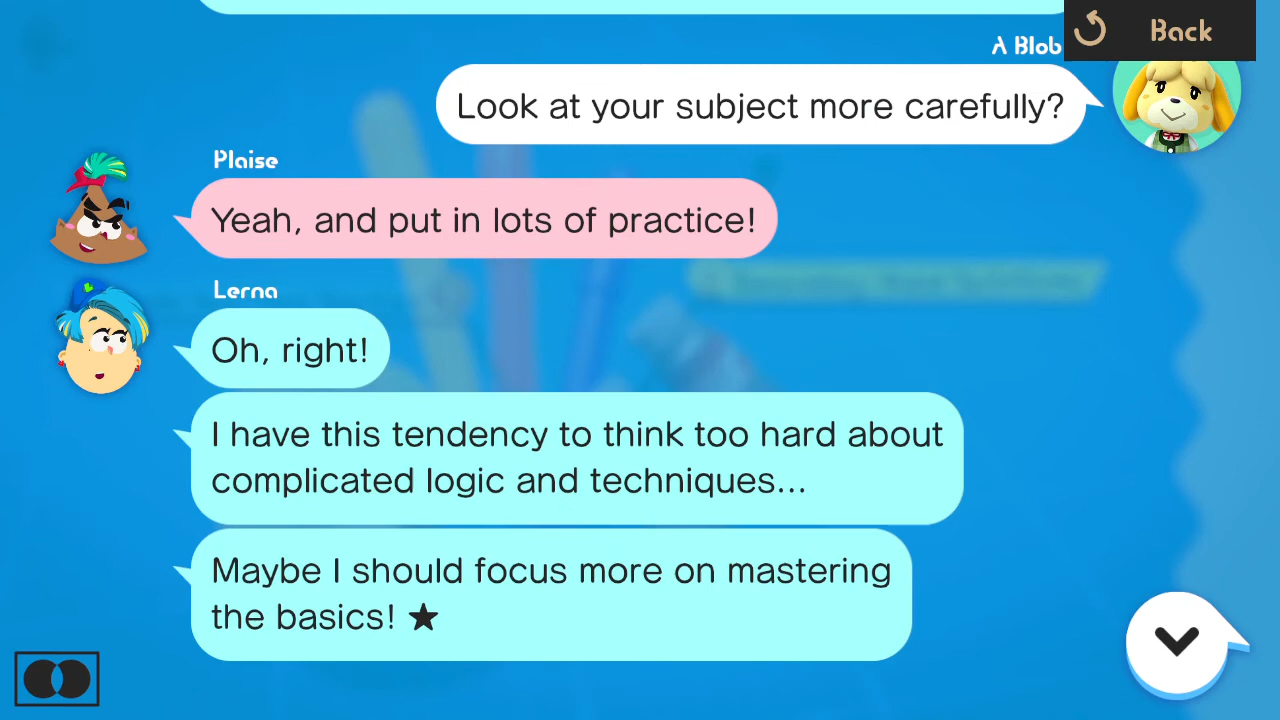 Back
A Blob
Look at your subject more carefully?
Plaise
Yeah, and put in lots of practice!
Lerna
Oh, right!
I have this tendency to think too hard about
complicated logic and techniques...
Maybe I should focus more on mastering
the basics! ★